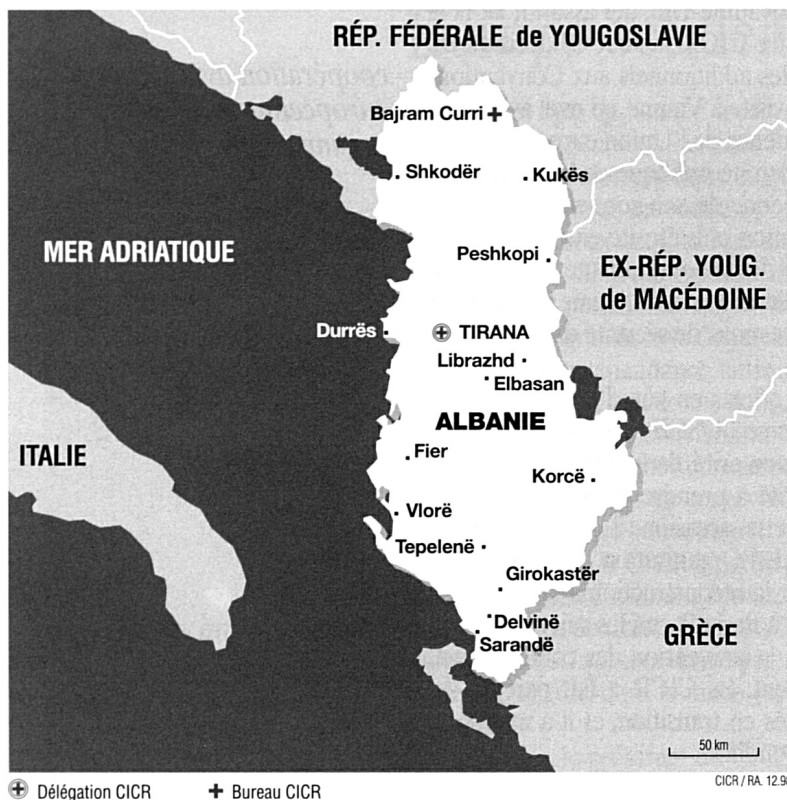 RÉP. FÉDÉRALE de YOUGOSLAVIE
Bajram Curri
Shkodër
Kukës
MER ADRIATIQUE
Peshkopi
EX-RÉP. YOUG.
de MACÉDOINE
Durrës
TIRANA
Librazhd
Elbasan
ALBANIE
ITALIE
Fier
Korcë
Vlorë
Tepelenë
Girokastër
Delvinë
Sarandë
GRÈCE
50 km
Délégation CICR
Bureau CICR
CICR / RA. 12.98